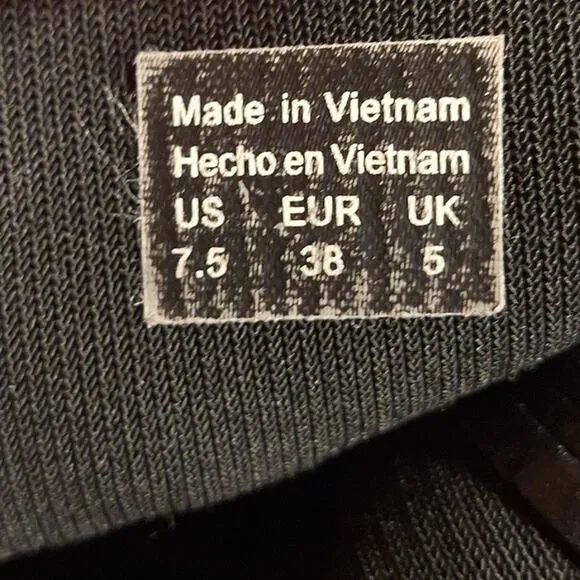 Made in Vietnam
Hecho en Vietnam
US EUR UK
7.5 38 5